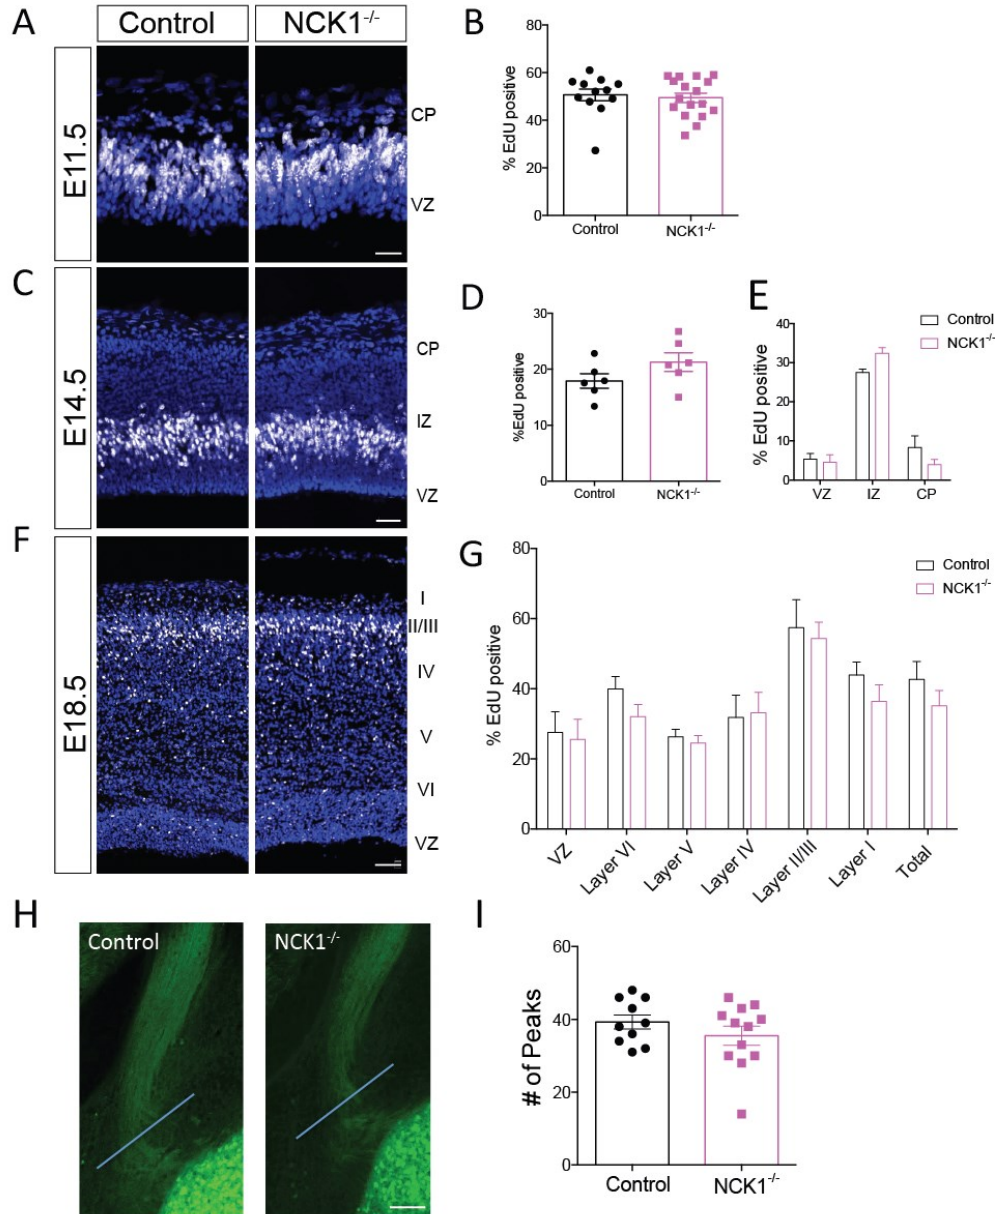 A
Control
NCK1-/-
E11.5
CP
VZ
B
% EdU positive
80
60
40
20
0
Control
NCK1-/-
C
E14.5
CP
IZ
VZ
D
%EdU positive
30
20
10
0
Control
NCK1-/-
E
Control
NCK1-/-
% EdU positive
40
30
20
10
0
VZ
IZ
CP
F
E18.5
I
II/III
IV
V
VI
VZ
G
Control
NCK1-/-
% EdU positive
80
60
40
20
0
VZ
Layer VI
Layer V
Layer IV
Layer II/III
Layer I
Total
H
Control
NCK1-/-
I
# of Peaks
60
40
20
0
Control
NCK1-/-